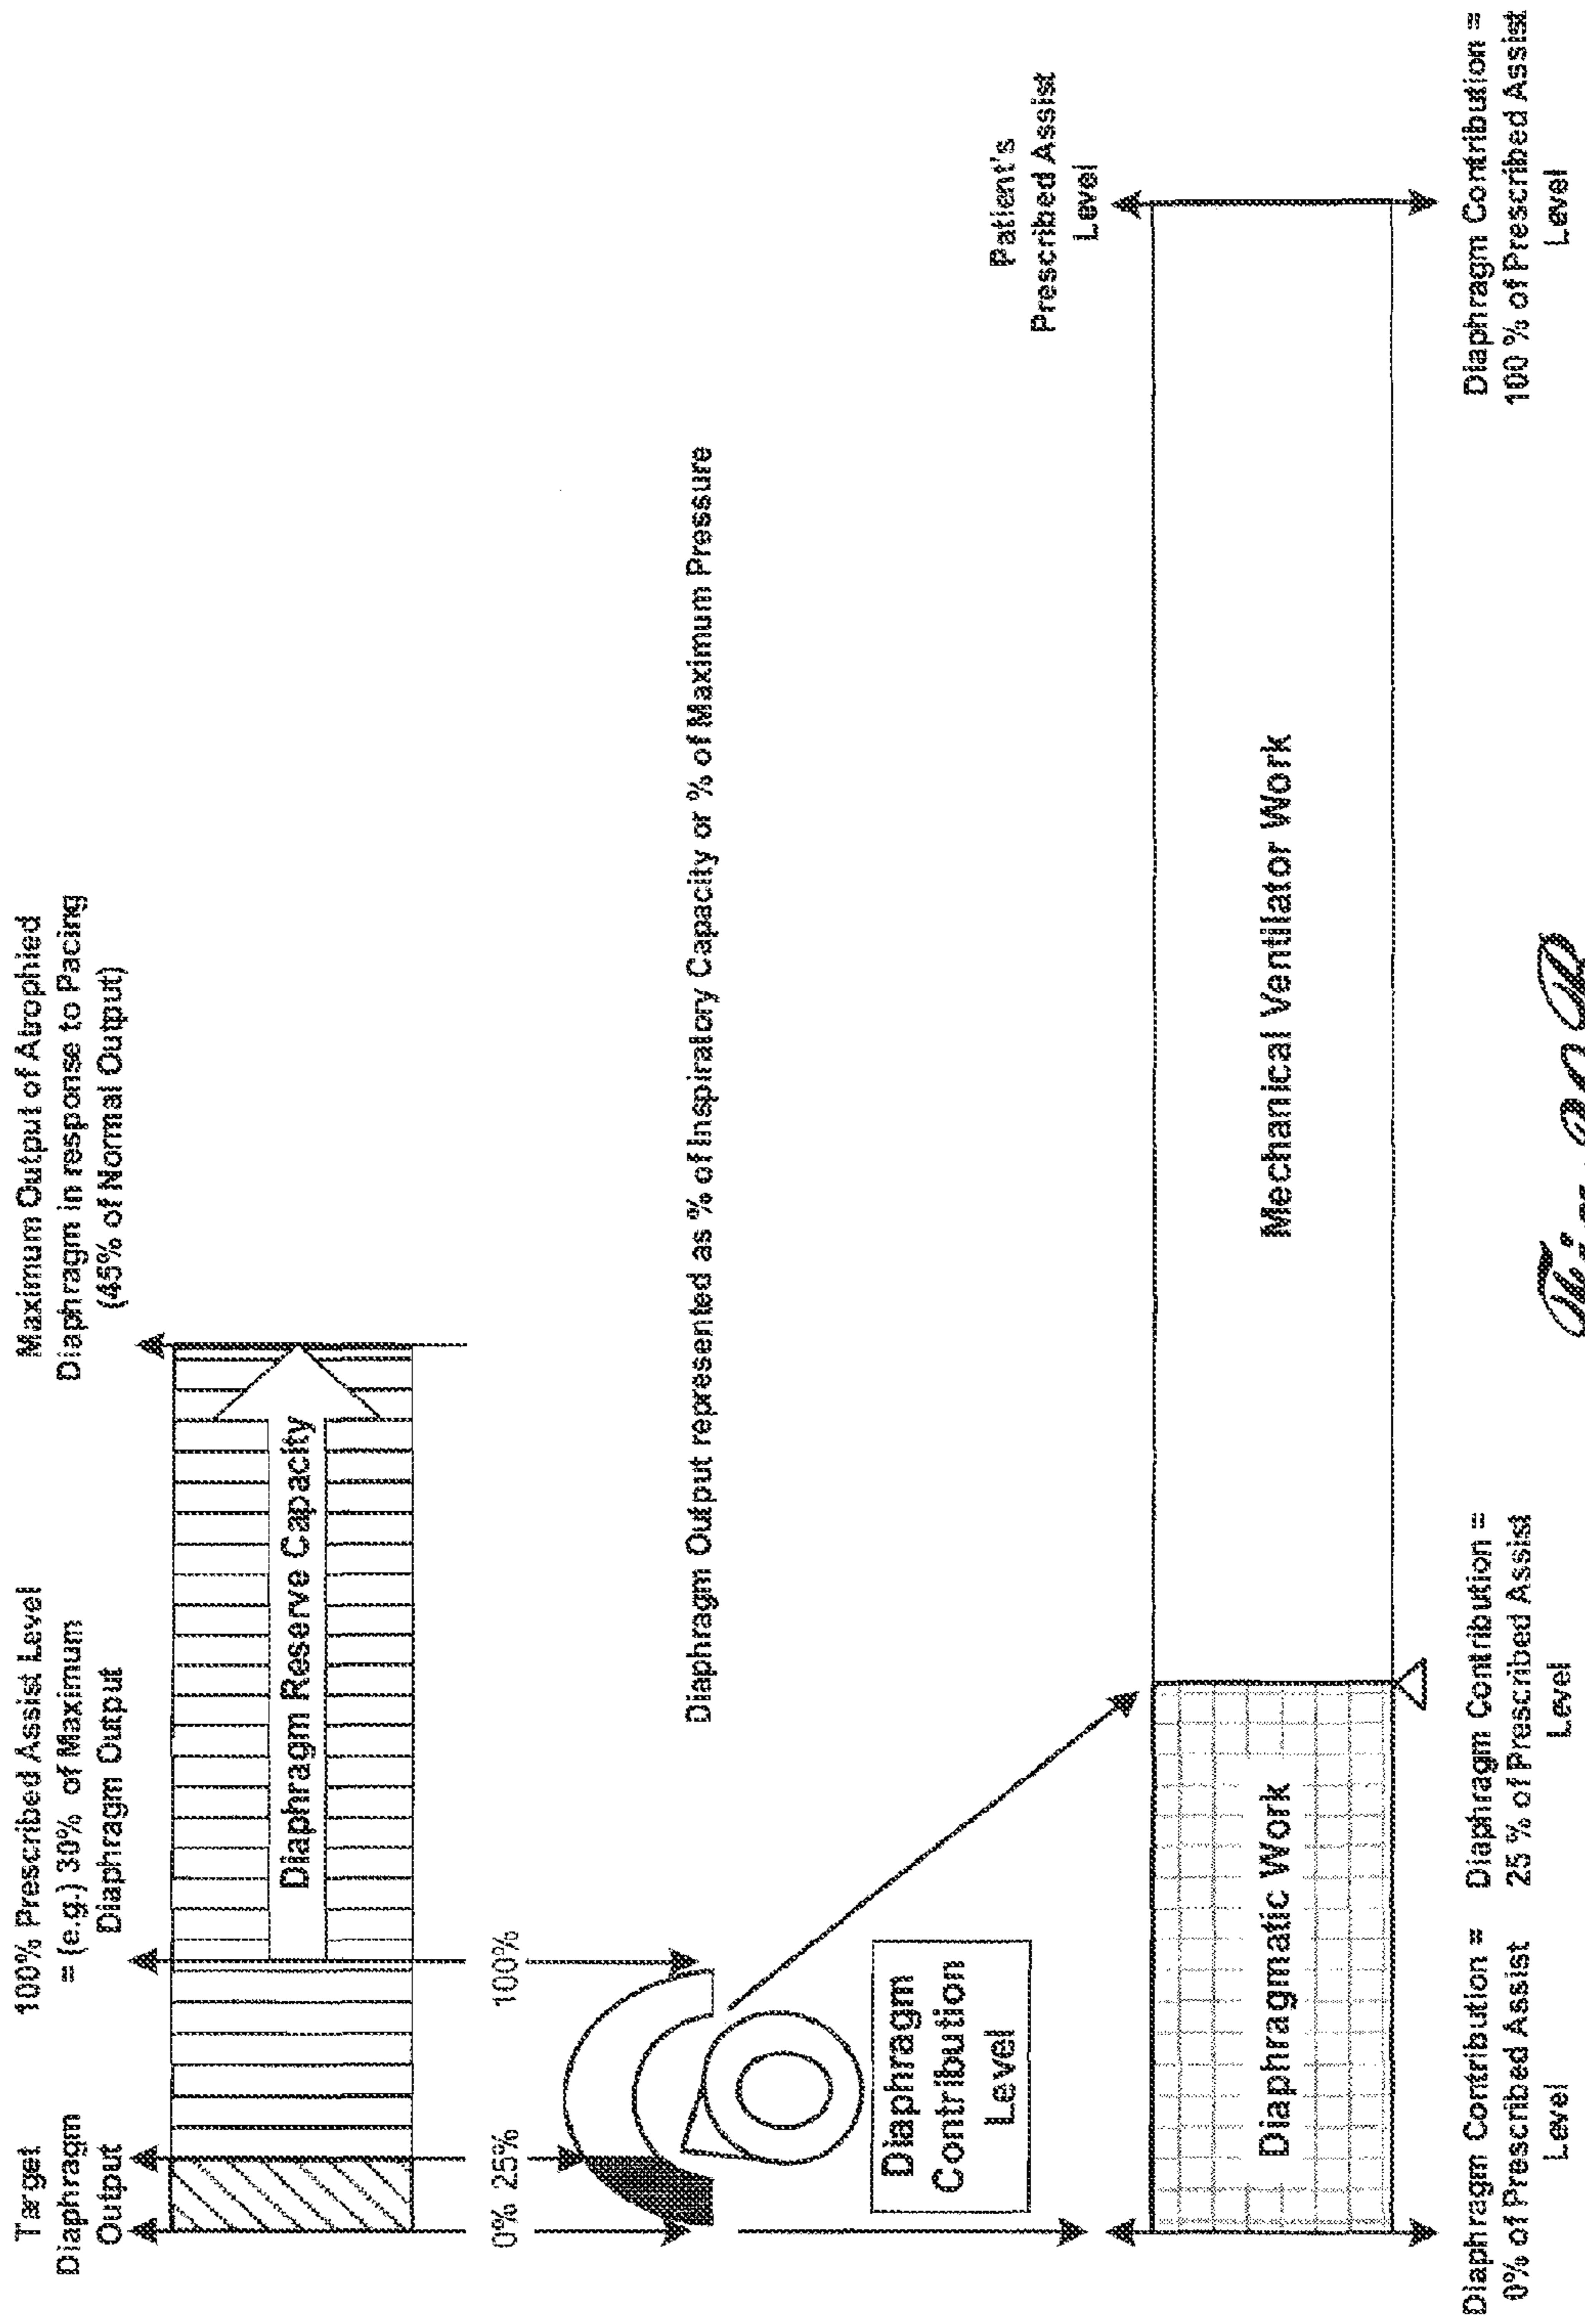 Target
Diaphragm
Output
100% Prescribed Assist Level
= (e.g.) 30% of Maximum
Diaphragm Output
Maximum Output of Atrophied
Diaphragm in response to Pacing
(45% of Normal Output)
Diaphragm Reserve Capacity
0% 25%
100%
Diaphragm Output represented as % of Inspiratory Capacity or % of Maximum Pressure
Diaphragm
Contribution
Level
Patient's
Prescribed Assist
Level
Diaphragmatic Work
Mechanical Ventilator Work
Diaphragm Contribution =
0% of Prescribed Assist
Level
Diaphragm Contribution =
25 % of Prescribed Assist
Level
Diaphragm Contribution =
100 % of Prescribed Assist
Level